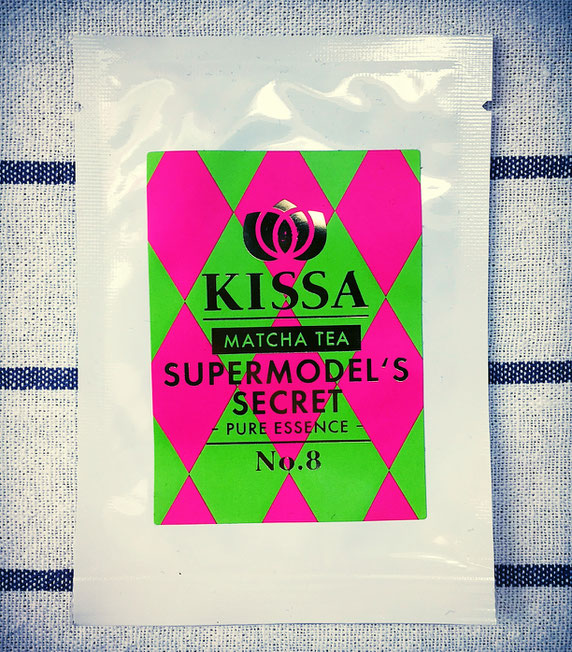 KISSA
MATCHA TEA
SUPERMODEL‘S
SECRET
- PURE ESSENCE -
No.8